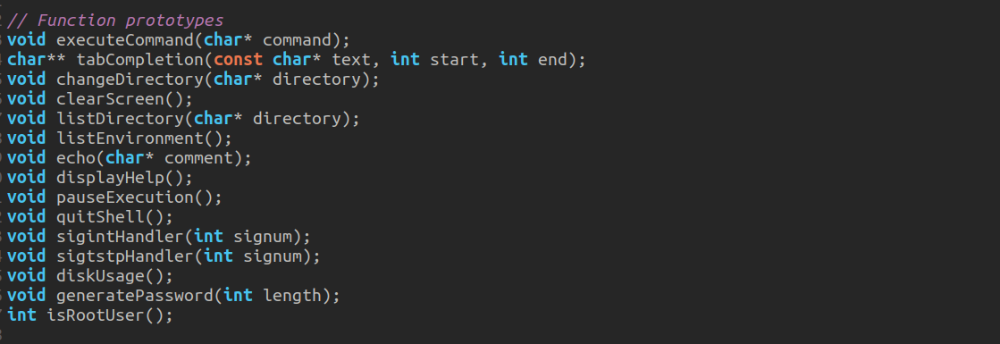 // Function prototypes
void executeCommand(char* command);
char** tabCompletion(const char* text, int start, int end);
void changeDirectory(char* directory);
void clearScreen();
void listDirectory(char* directory);
void listEnvironment();
void echo(char* comment);
void displayHelp();
void pauseExecution();
void quitShell();
void sigintHandler(int signum);
void sigtstpHandler(int signum);
void diskUsage();
void generatePassword(int length);
int isRootUser();